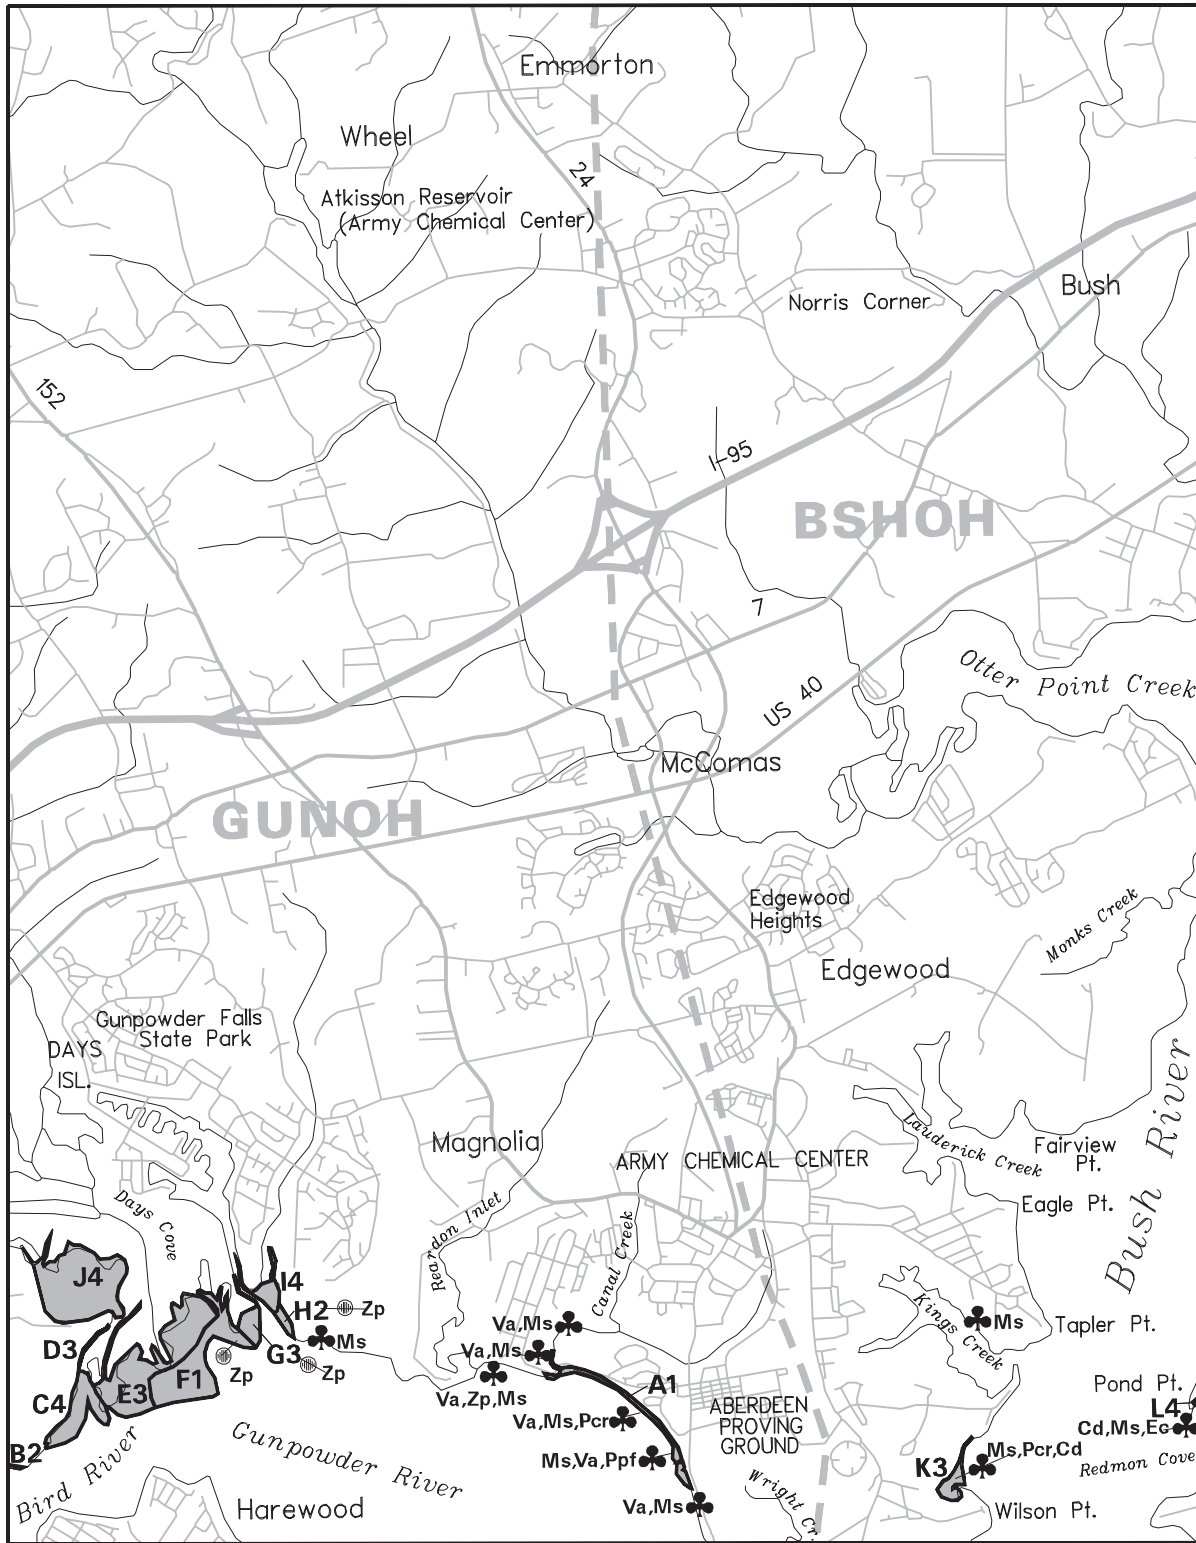 Emmorton
Wheel
24
Atkisson Reservoir
(Army Chemical Center)
Bush
Norris Corner
152
I-95
BSHOH
7
Otter Point Creek
US 40
McComas
GUNOH
Edgewood
Heights
Monks Creek
Edgewood
Gunpowder Falls
State Park
DAYS
ISL.
Bush River
Lauderick Creek
Magnolia
Fairview
Pt.
ARMY CHEMICAL CENTER
Days Cove
Reardon Inlet
Canal Creek
Eagle Pt.
J4
I4
H2
Zp
Kings Creek
Ms
Tapler Pt.
Va,Ms
Ms
D3
G3
Va,Ms
Zp
Zp
F1
E3
Va,Zp,Ms
A1
Pond Pt.
C4
L4
ABERDEEN
PROVING
GROUND
Va,Ms,Pcr
Cd,Ms,Ec
B2
Bird River
Gunpowder River
Ms,Va,Ppf
Ms,Pcr,Cd
K3
Redmon Cove
Wright Cr.
Harewood
Va,Ms
Wilson Pt.